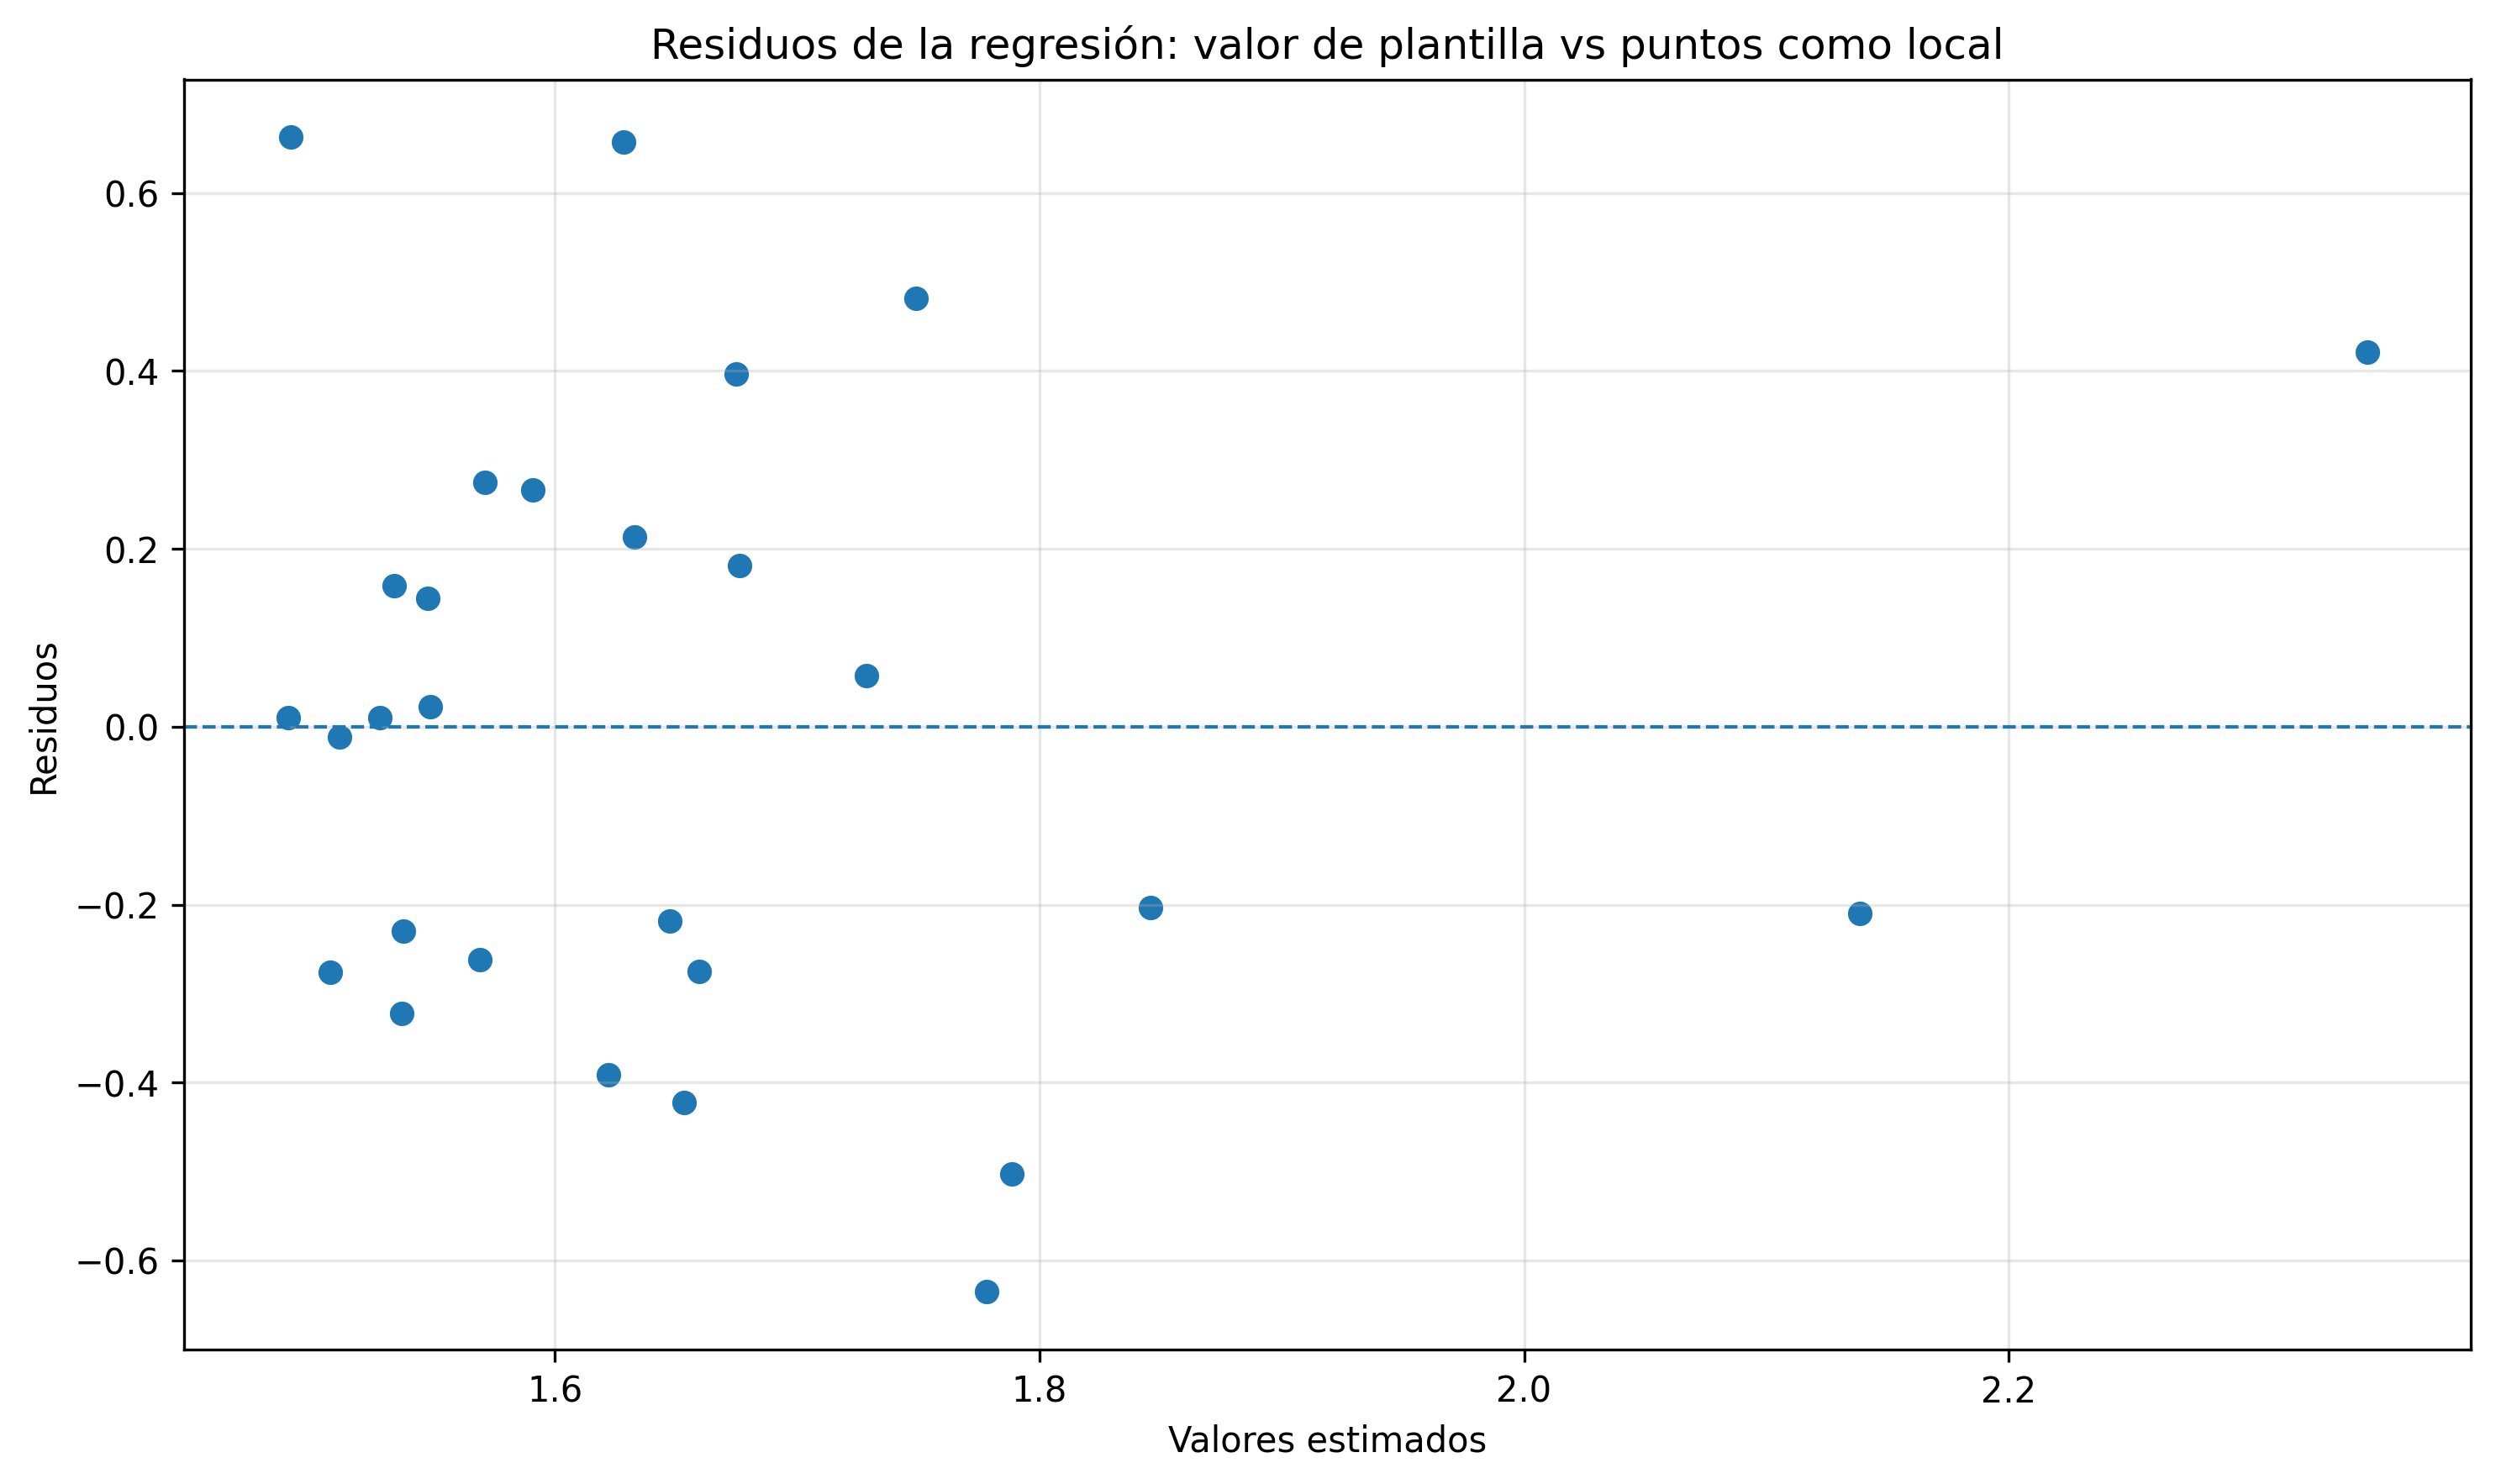 Residuos de la regresión: valor de plantilla vs puntos como local
0.6
0.4
0.2
0.0
−0.2
−0.4
−0.6
Residuos
1.6 1.8 2.0 2.2
Valores estimados